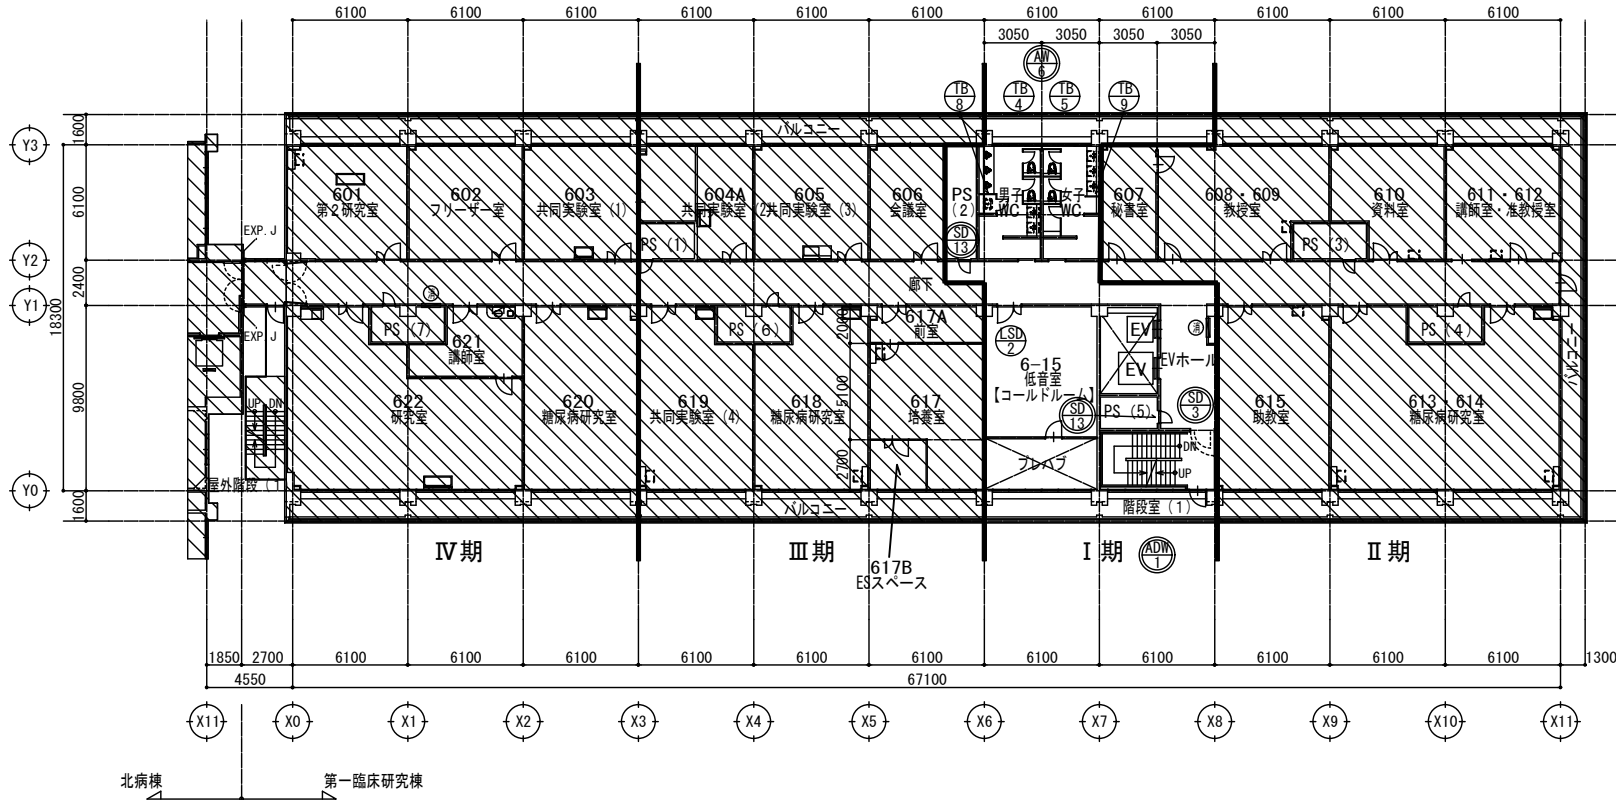 6100 6100 6100 6100 6100 6100 6100 6100 6100 6100 6100
3050 3050 3050 3050
AW 6
TB 8
TB 4
TB 5
TB 9
1600
Y3
バルコニー
6100
601
第2研究室
602
フリーザー室
603
共同実験室(1)
604A
共同実験室(2)
605
共同実験室(3)
606
会議室
PS
(2)
男子
WC
女子
WC
607
秘書室
608・609
教授室
610
資料室
611・612
講師室・准教授室
EXP.J
PS(1)
SD 13
PS(3)
Y2
2400
廊下
消
Y1
18300
EXP.J
PS(7)
621
講師室
PS(6)
2000
617A
前室
LSD 2
EV
EV
消
EVホール
PS(4)
バルコニー
9800
UP DN
622
研究室
620
糖尿病研究室
619
共同実験室(4)
618
糖尿病研究室
5100
617
培養室
6-15
低音室
【コールドルーム】
SD 13
PS(5)
SD 3
615
助教室
613・614
糖尿病研究室
2700
プレハブ
DN
UP
Y0
屋外階段(
1600
バルコニー
階段室(1)
Ⅳ期
Ⅲ期
Ⅰ期
Ⅱ期
ADW 1
617B
ESスペース
1850 2700 6100 6100 6100 6100 6100 6100 6100 6100 6100 6100 6100 1300
4550 67100
X11 X0 X1 X2 X3 X4 X5 X6 X7 X8 X9 X10 X11
北病棟 第一臨床研究棟